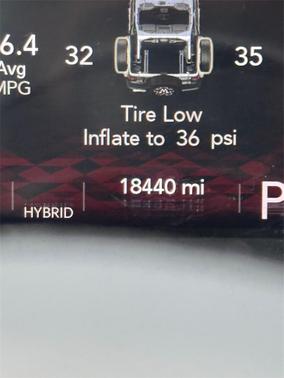 6.4
32
35
Avg
MPG
Tire Low
Inflate to 36 psi
18440 mi
HYBRID
P